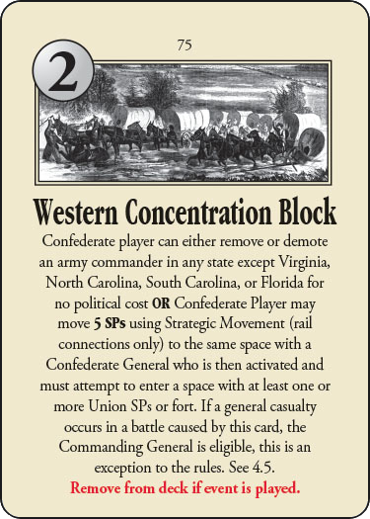 75
2
Western Concentration Block
Confederate player can either remove or demote
an army commander in any state except Virginia,
North Carolina, South Carolina, or Florida for
no political cost OR Confederate Player may
move 5 SPs using Strategic Movement (rail
connections only) to the same space with a
Confederate General who is then activated and
must attempt to enter a space with at least one or
more Union SPs or fort. If a general casualty
occurs in a battle caused by this card, the
Commanding General is eligible, this is an
exception to the rules. See 4.5.
Remove from deck if event is played.